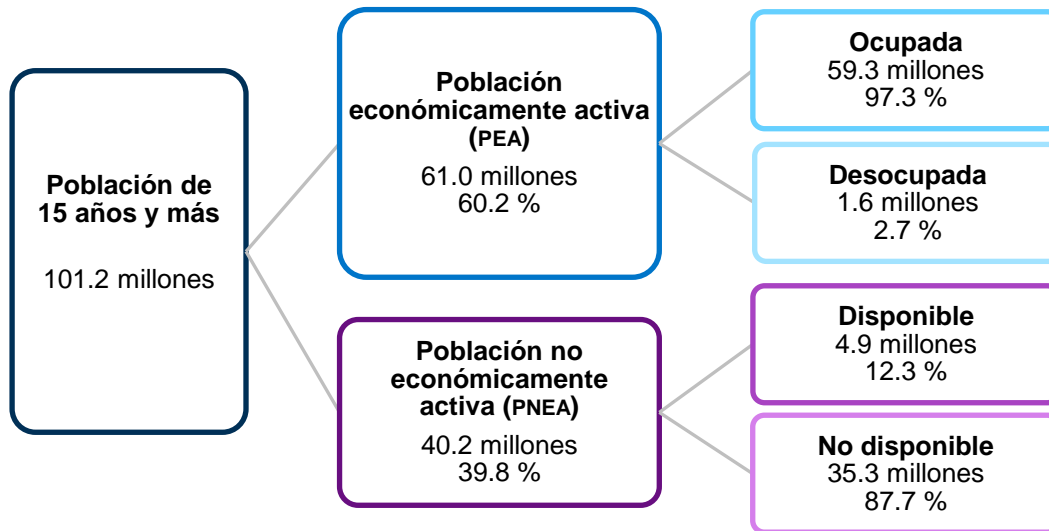 Población de
15 años y más
101.2 millones
Población
económicamente activa
(PEA)
61.0 millones
60.2 %
Población no
económicamente
activa (PNEA)
40.2 millones
39.8 %
Ocupada
59.3 millones
97.3 %
Desocupada
1.6 millones
2.7 %
Disponible
4.9 millones
12.3 %
No disponible
35.3 millones
87.7 %